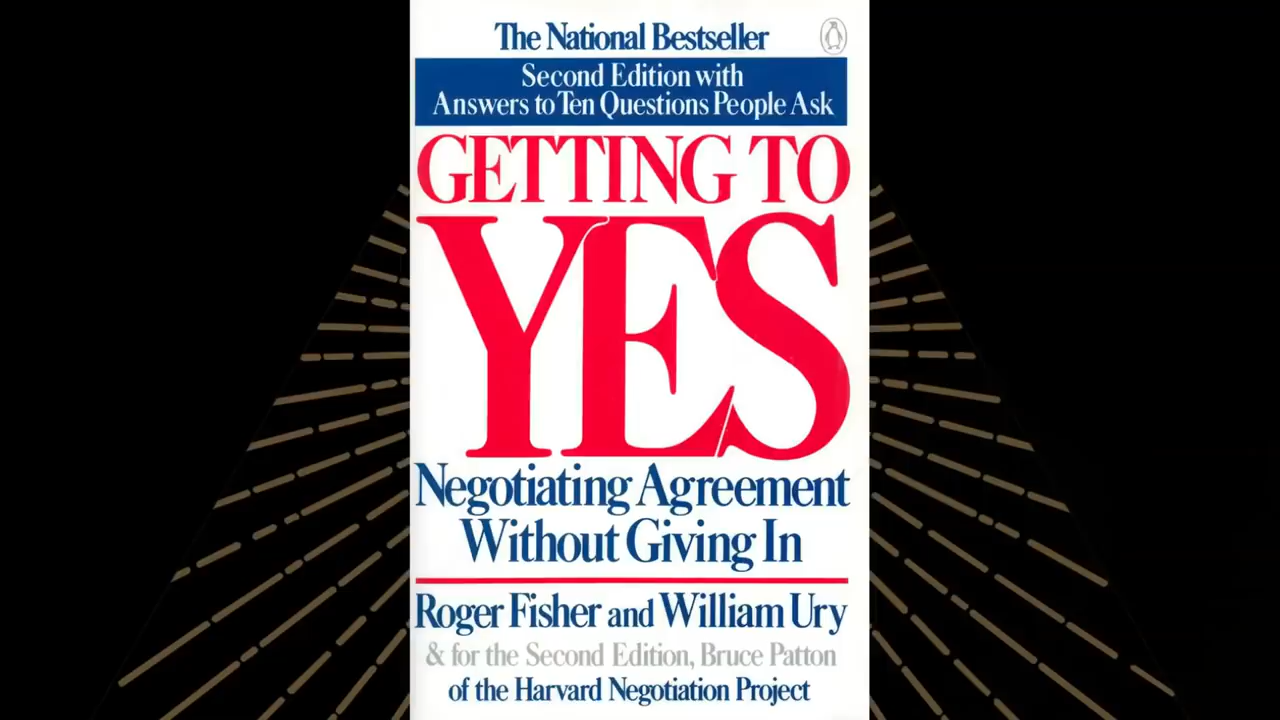 The National Bestseller
Second Edition with
Answers to Ten Questions People Ask
GETTING TO
YES
Negotiating Agreement
Without Giving In
Roger Fisher and William Ury
& for the Second Edition, Bruce Patton
of the Harvard Negotiation Project